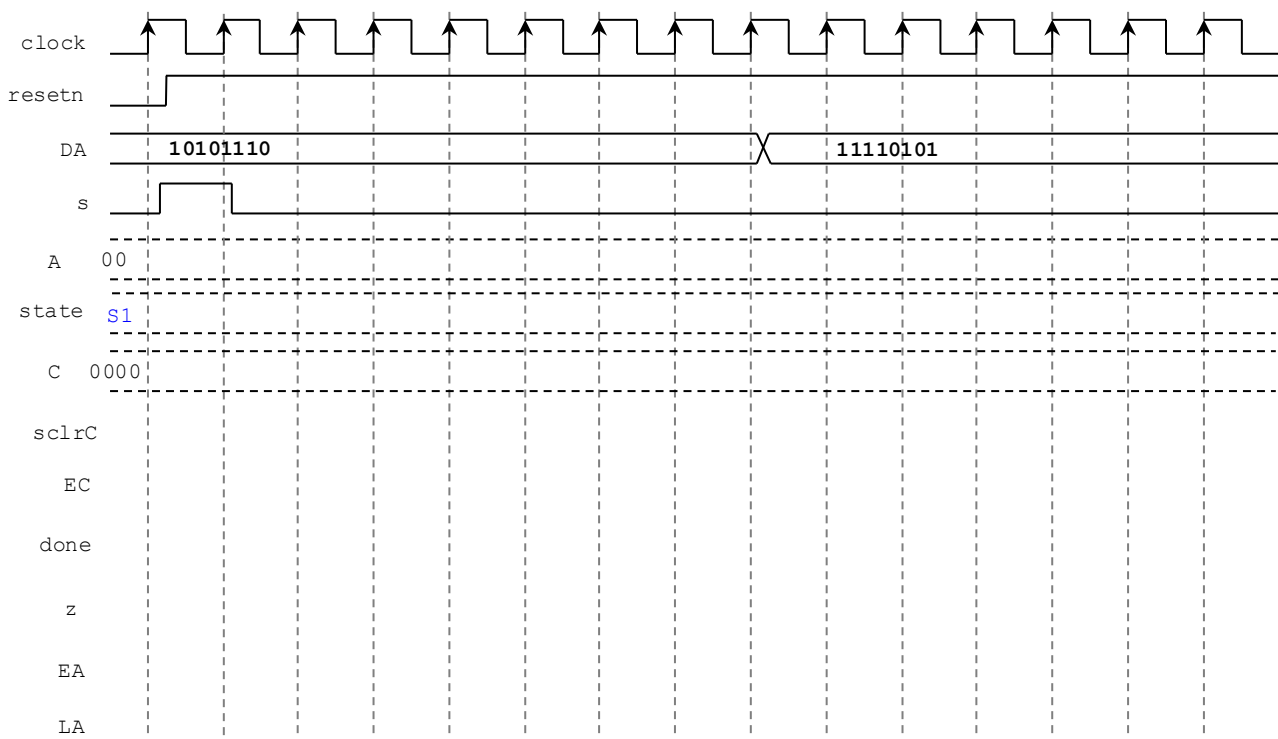 clock
resetn
DA 10101110 11110101
s
A 00
state S1
C 0000
sclrC
EC
done
z
EA
LA